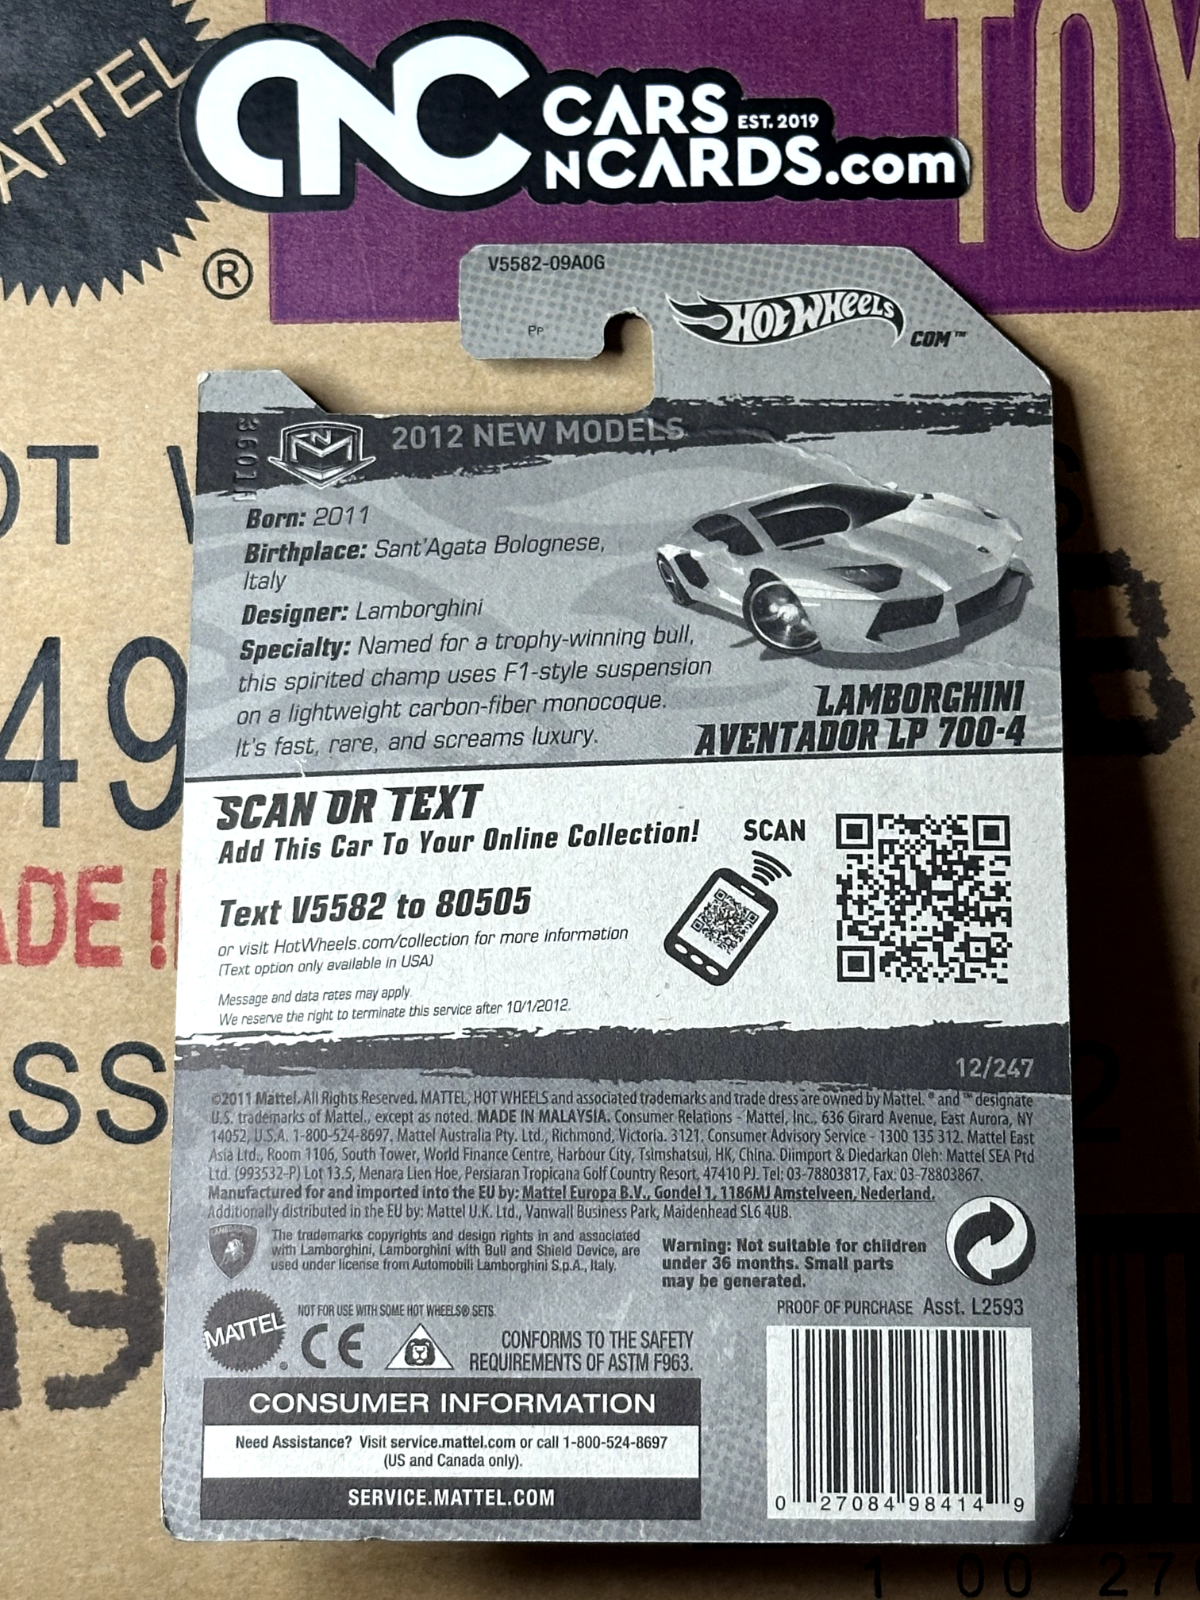 MATTEL
®
TOY
CNC CARS EST. 2019
NCARDS.com
V5582-09A0G
PP
HOT WHEELS
COM™
2012 NEW MODELS
Born: 2011
Birthplace: Sant'Agata Bolognese,
Italy
Designer: Lamborghini
Specialty: Named for a trophy-winning bull,
this spirited champ uses F1-style suspension
on a lightweight carbon-fiber monocoque.
It's fast, rare, and screams luxury.
LAMBORGHINI
AVENTADOR LP 700-4
SCAN OR TEXT
Add This Car To Your Online Collection!
SCAN
Text V5582 to 80505
or visit HotWheels.com/collection for more information
(Text option only available in USA)
Message and data rates may apply.
We reserve the right to terminate this service after 10/1/2012.
12/247
©2011 Mattel. All Rights Reserved. MATTEL, HOT WHEELS and associated trademarks and trade dress are owned by Mattel. ® and ™ designate
U.S. trademarks of Mattel., except as noted. MADE IN MALAYSIA. Consumer Relations - Mattel, Inc., 636 Girard Avenue, East Aurora, NY
14052, U.S.A. 1-800-524-8697, Mattel Australia Pty. Ltd., Richmond, Victoria. 3121. Consumer Advisory Service - 1300 135 312. Mattel East
Asia Ltd., Room 1106, South Tower, World Finance Centre, Harbour City, Tsimshatsui, HK, China. Diimport & Diedarkan Oleh: Mattel SEA Ptd
Ltd. (993532-P) Lot 13.5, Menara Lien Hoe, Persiaran Tropicana Golf Country Resort, 47410 PJ. Tel: 03-78803817, Fax: 03-78803867.
Manufactured for and imported into the EU by: Mattel Europa B.V., Gondel 1, 1186MJ Amstelveen, Nederland.
Additionally distributed in the EU by: Mattel U.K. Ltd., Vanwall Business Park, Maidenhead SL6 4UB.
The trademarks copyrights and design rights in and associated
with Lamborghini, Lamborghini with Bull and Shield Device, are
used under license from Automobili Lamborghini S.p.A., Italy.
Warning: Not suitable for children
under 36 months. Small parts
may be generated.
PROOF OF PURCHASE Asst. L2593
NOT FOR USE WITH SOME HOT WHEELS® SETS.
MATTEL
CE
CONFORMS TO THE SAFETY
REQUIREMENTS OF ASTM F963.
CONSUMER INFORMATION
Need Assistance? Visit service.mattel.com or call 1-800-524-8697
(US and Canada only).
SERVICE.MATTEL.COM
0 27084 98414 9
1 00 27